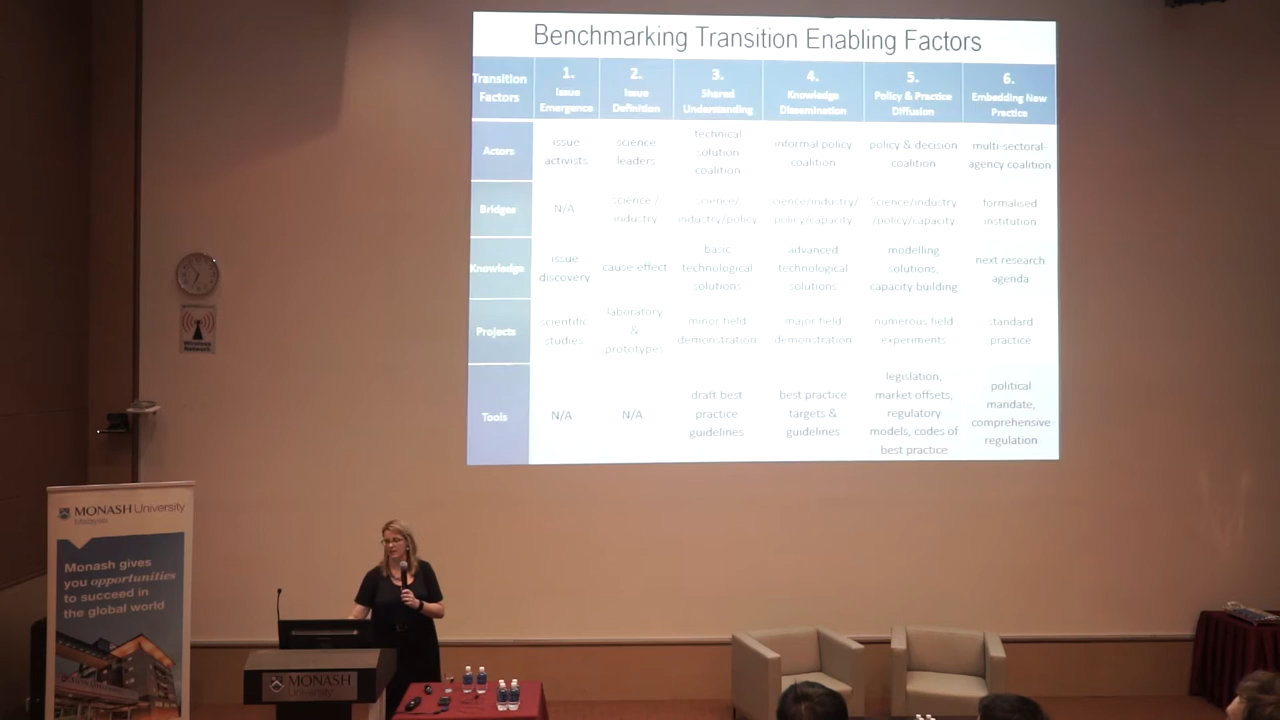 Benchmarking Transition Enabling Factors
Transition
Factors
1.
Issue
Emergence
2.
Issue
Definition
3.
Shared
Understanding
4.
Knowledge
Dissemination
5.
Policy & Practice
Diffusion
6.
Embedding New
Practice
Actors
issue
activists
science
leaders
technical
solution
coalition
informal policy
coalition
policy & decision
coalition
multi-sectoral-
agency coalition
Bridges
N/A
science /
industry
science/
industry/policy
science/industry/
policy/capacity
Science/industry
/policy/capacity
formalised
institution
Knowledge
issue
discovery
cause-effect
basic
technological
solutions
advanced
technological
solutions
modelling
solutions,
capacity building
next research
agenda
Projects
scientific
studies
laboratory
&
prototypes
minor field
demonstration
major field
demonstration
numerous field
experiments
standard
practice
Tools
N/A
N/A
draft best
practice
guidelines
best practice
targets &
guidelines
legislation,
market offsets,
regulatory
models, codes of
best practice
political
mandate,
comprehensive
regulation
Wireless
Network
MONASH University
Malaysia
Monash gives
you opportunities
to succeed in
the global world
MONASH
University